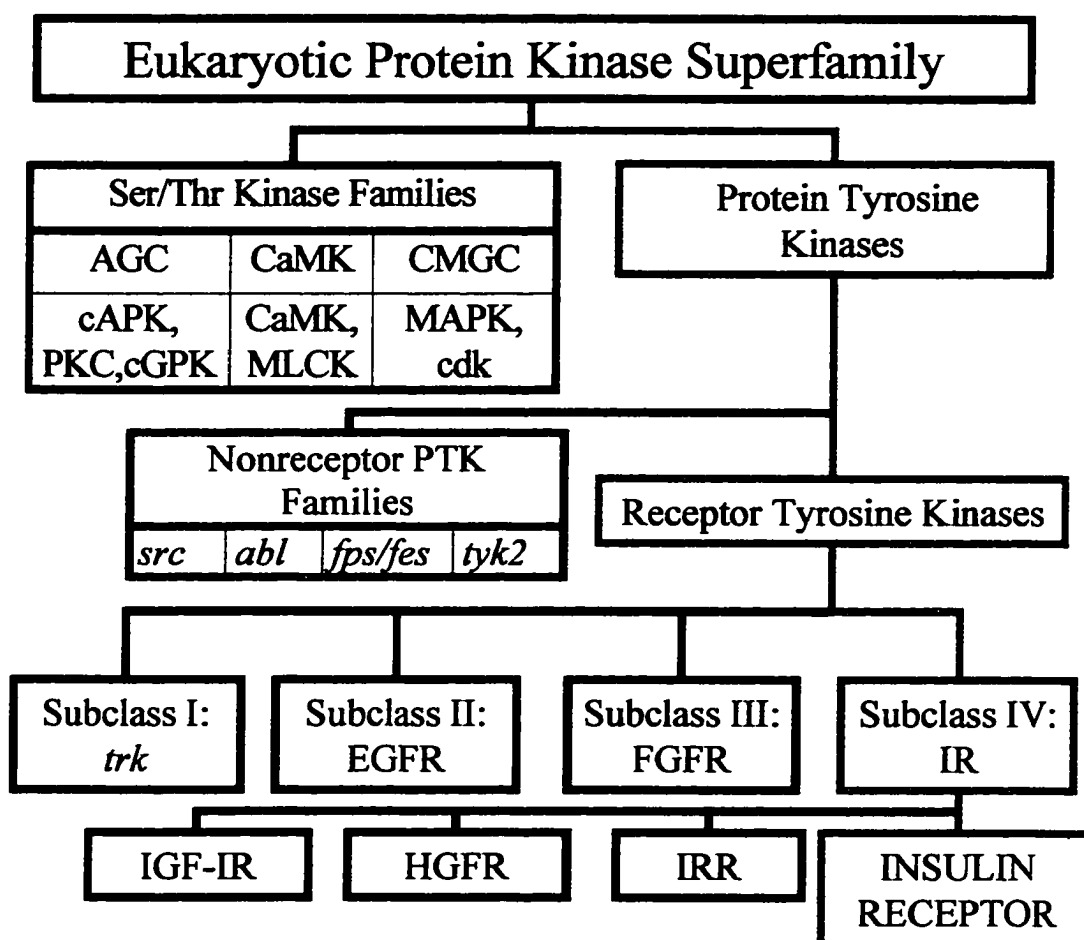 Eukaryotic Protein Kinase Superfamily
Ser/Thr Kinase Families
AGC
CaMK
CMGC
cAPK,
PKC,cGPK
CaMK,
MLCK
MAPK,
cdk
Protein Tyrosine
Kinases
Nonreceptor PTK
Families
src
abl
fps/fes
tyk2
Receptor Tyrosine Kinases
Subclass I:
trk
Subclass II:
EGFR
Subclass III:
FGFR
Subclass IV:
IR
IGF-IR
HGFR
IRR
INSULIN
RECEPTOR